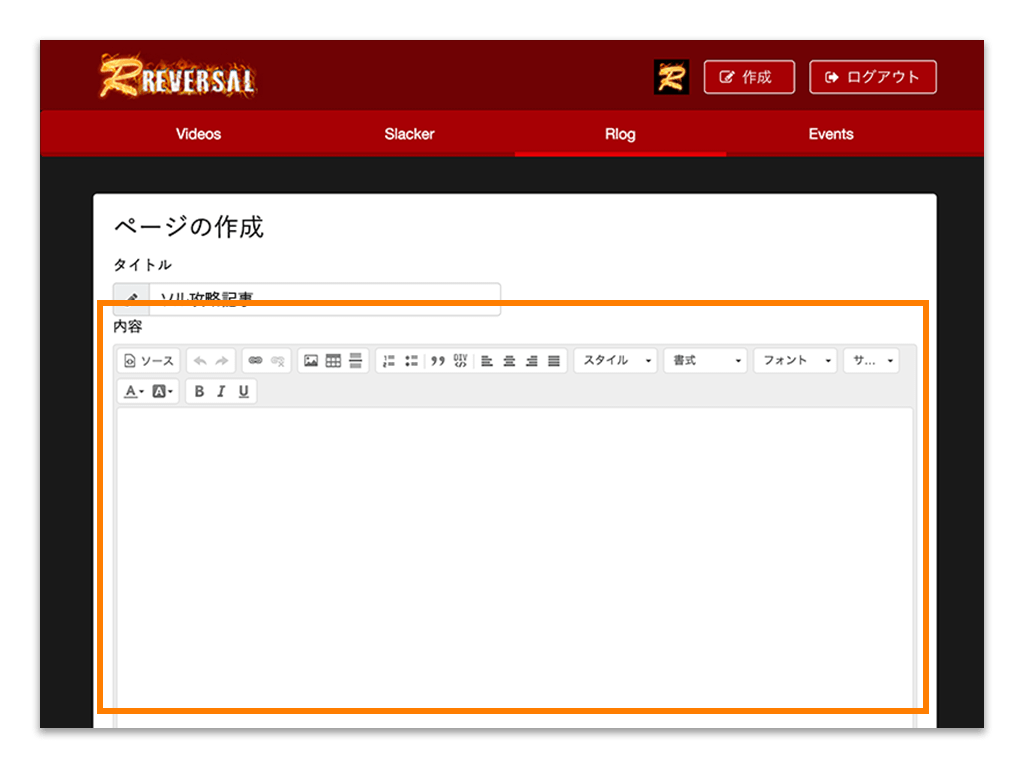 REVERSAL
作成
ログアウト
Videos
Slacker
Rlog
Events
ページの作成
タイトル
ソル攻略記事
内容
ソース
スタイル
書式
フォント
サ...
A
A
B I U